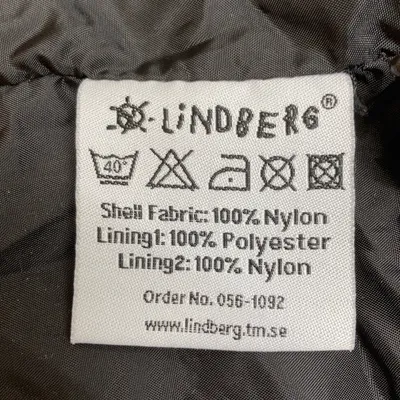 LINDBERG®
40°
Shell Fabric: 100% Nylon
Lining1: 100% Polyester
Lining2: 100% Nylon
Order No. 056-1092
www.lindberg.tm.se